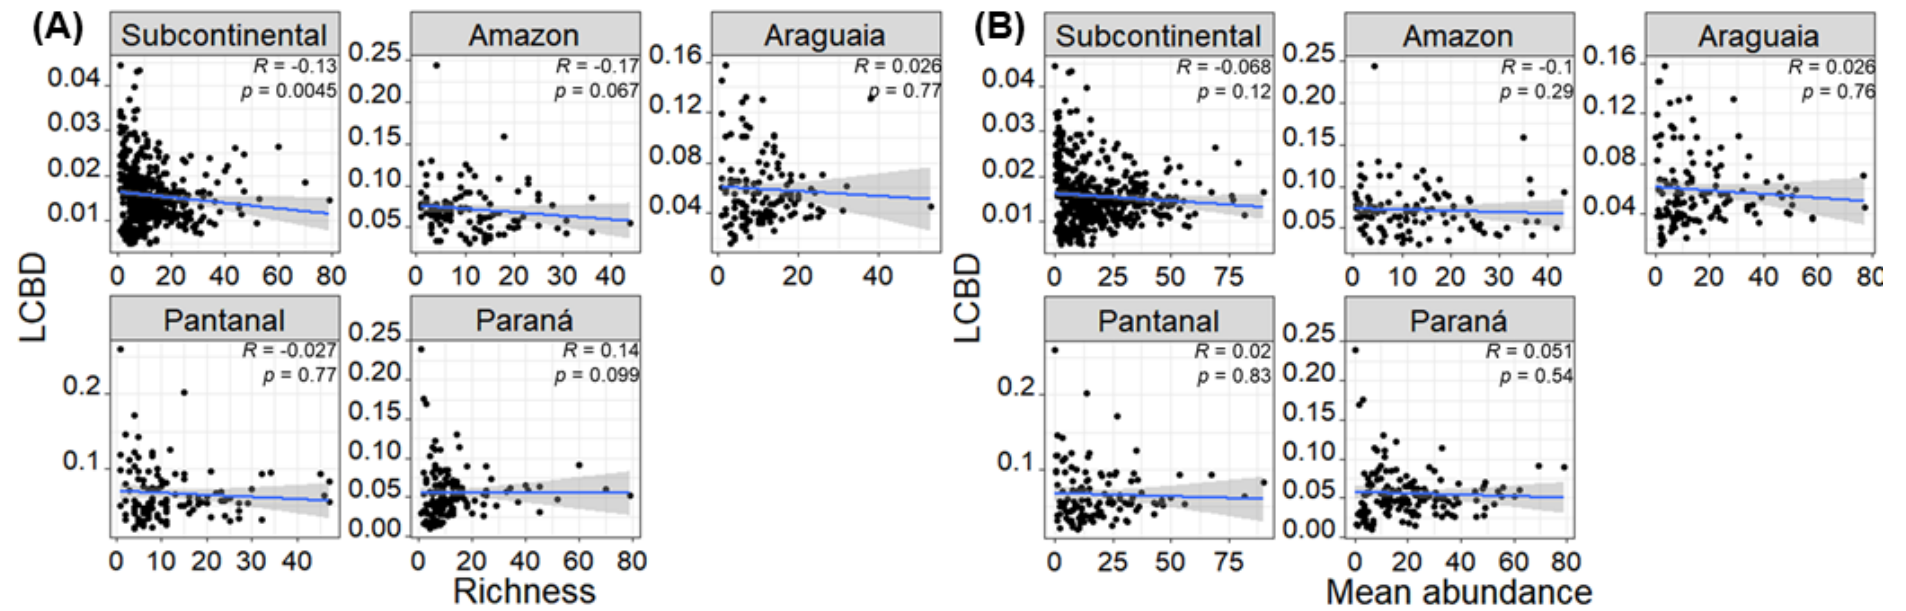 (A)
Subcontinental
Amazon
Araguaia
R = -0.13
p = 0.0045
R = -0.17
p = 0.067
R = 0.026
p = 0.77
0.04
0.03
0.02
0.01
0 20 40 60 80
0.25
0.20
0.15
0.10
0.05
0 10 20 30 40
0.16
0.12
0.08
0.04
0 20 40
Pantanal
Paraná
R = -0.027
p = 0.77
R = 0.14
p = 0.099
0.2
0.1
0 10 20 30 40
0.25
0.20
0.15
0.10
0.05
0.00
0 20 40 60 80
LCBD
Richness
(B)
Subcontinental
Amazon
Araguaia
R = -0.068
p = 0.12
R = -0.1
p = 0.29
R = 0.026
p = 0.76
0.04
0.03
0.02
0.01
0 25 50 75
0.25
0.20
0.15
0.10
0.05
0 10 20 30 40
0.16
0.12
0.08
0.04
0 20 40 60 80
Pantanal
Paraná
R = 0.02
p = 0.83
R = 0.051
p = 0.54
0.2
0.1
0 25 50 75
0.25
0.20
0.15
0.10
0.05
0.00
0 20 40 60 80
LCBD
Mean abundance